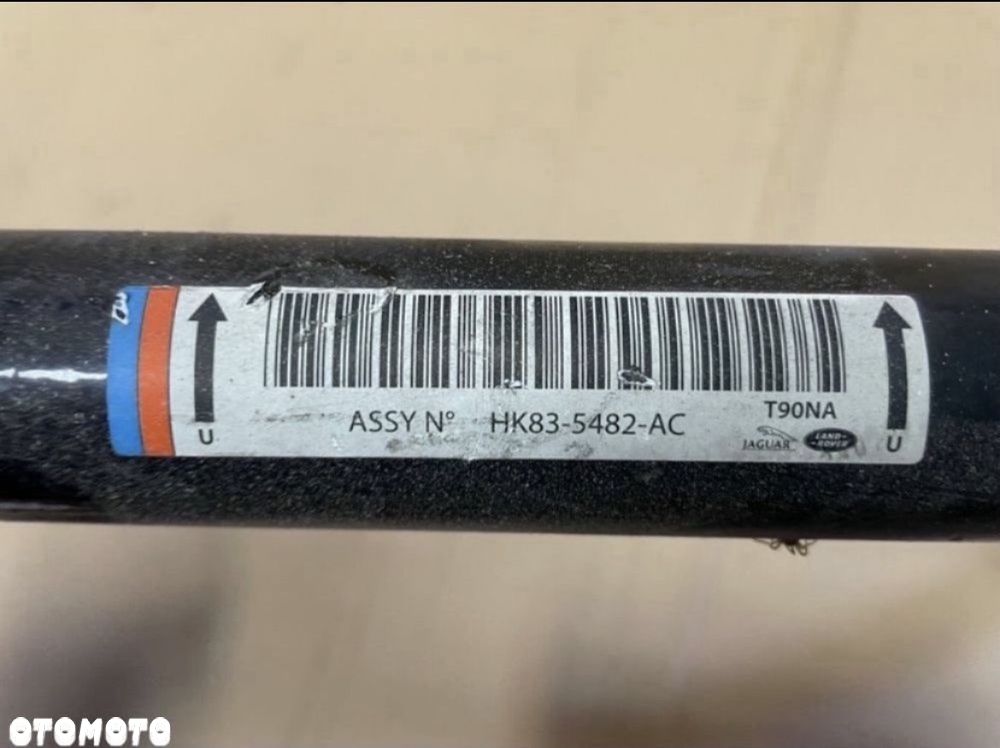 ASSY Nº HK83-5482-AC
T90NA
JAGUAR
LAND-
-ROVER
U
U
OTOMOTO